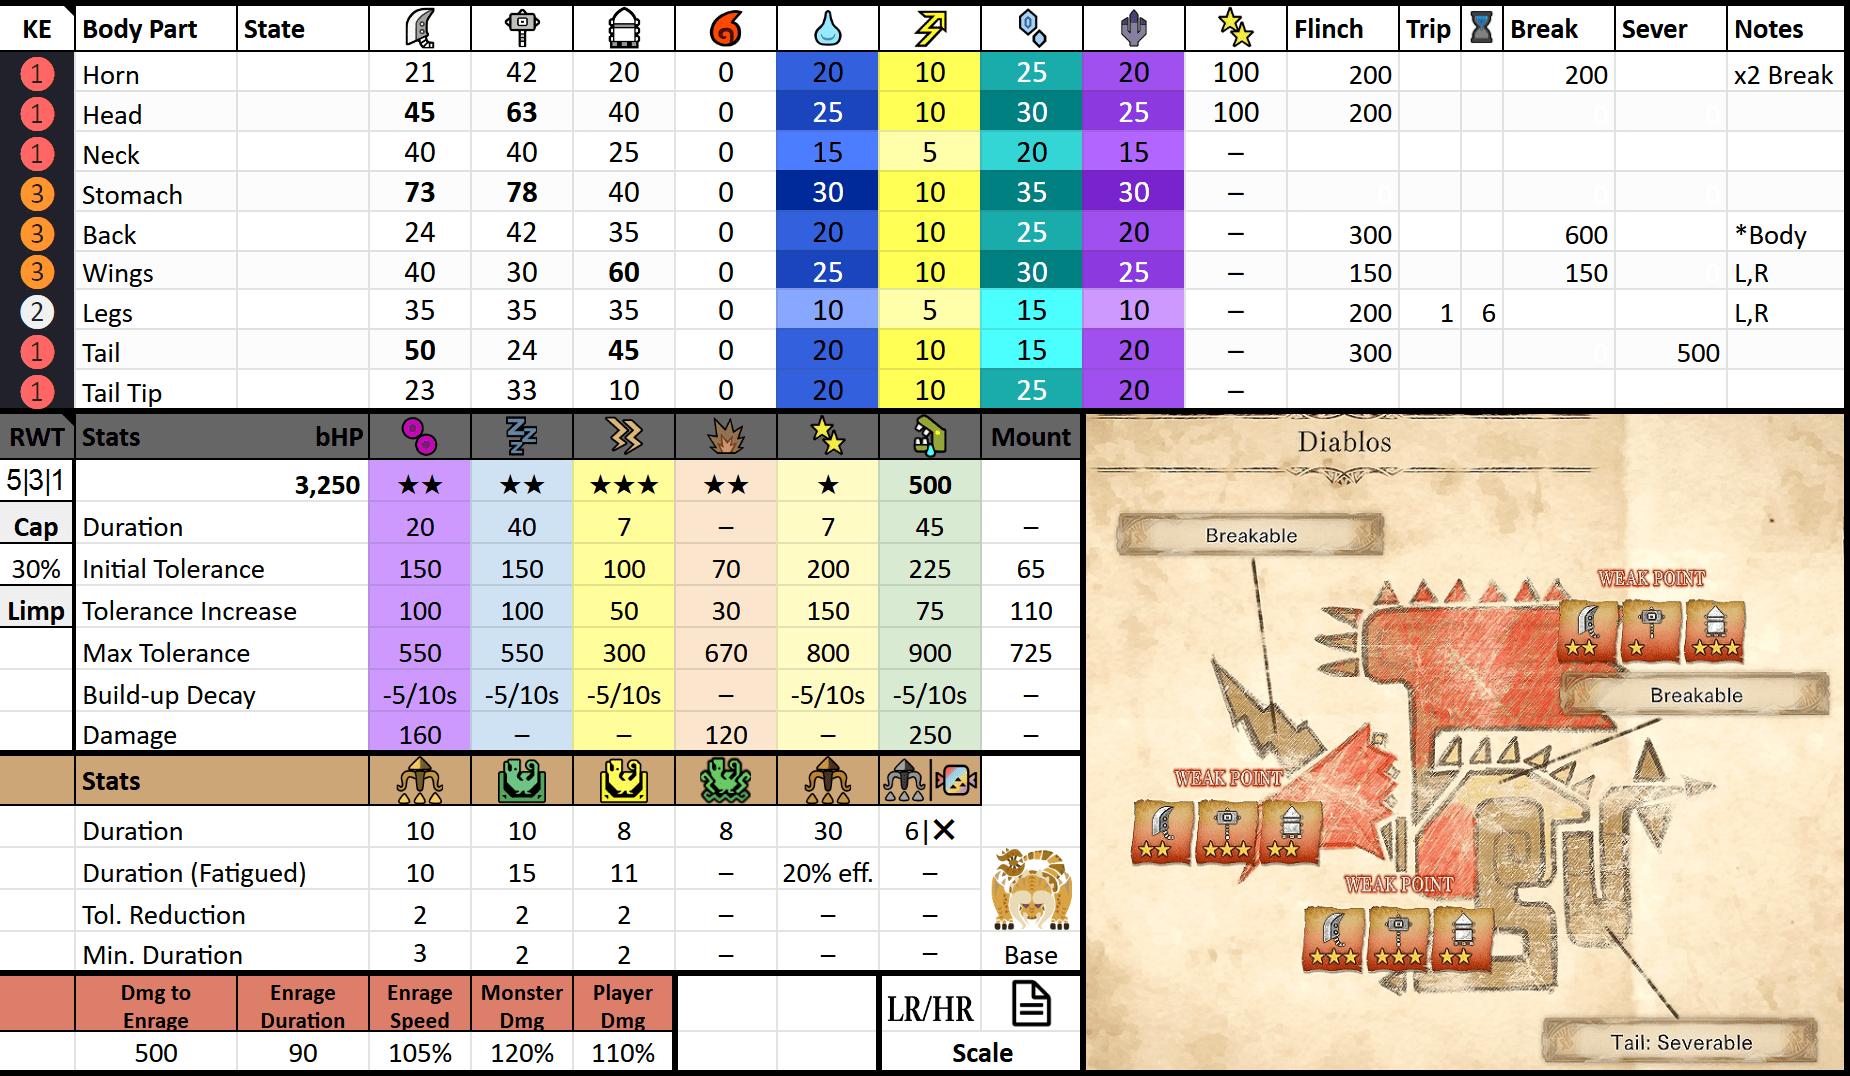 KE Body Part State Flinch Trip Break Sever Notes
1 Horn 21 42 20 0 20 10 25 20 100 200 200 x2 Break
1 Head 45 63 40 0 25 10 30 25 100 200
1 Neck 40 40 25 0 15 5 20 15 –
3 Stomach 73 78 40 0 30 10 35 30 –
3 Back 24 42 35 0 20 10 25 20 – 300 600 *Body
3 Wings 40 30 60 0 25 10 30 25 – 150 150 L,R
2 Legs 35 35 35 0 10 5 15 10 – 200 1 6 L,R
1 Tail 50 24 45 0 20 10 15 20 – 300 500
1 Tail Tip 23 33 10 0 20 10 25 20 –
RWT Stats bHP Mount
5|3|1 3,250 ★★ ★★ ★★★ ★★ ★ 500
Cap Duration 20 40 7 – 7 45 –
30% Initial Tolerance 150 150 100 70 200 225 65
Limp Tolerance Increase 100 100 50 30 150 75 110
Max Tolerance 550 550 300 670 800 900 725
Build-up Decay -5/10s -5/10s -5/10s – -5/10s -5/10s –
Damage 160 – – 120 – 250 –
Stats
Duration 10 10 8 8 30 6|✕
Duration (Fatigued) 10 15 11 – 20% eff. –
Tol. Reduction 2 2 2 – – –
Min. Duration 3 2 2 – – – Base
Dmg to Enrage Enrage Duration Enrage Speed Monster Dmg Player Dmg LR/HR
500 90 105% 120% 110% Scale
Diablos
Breakable
WEAK POINT
Breakable
WEAK POINT
WEAK POINT
Tail: Severable